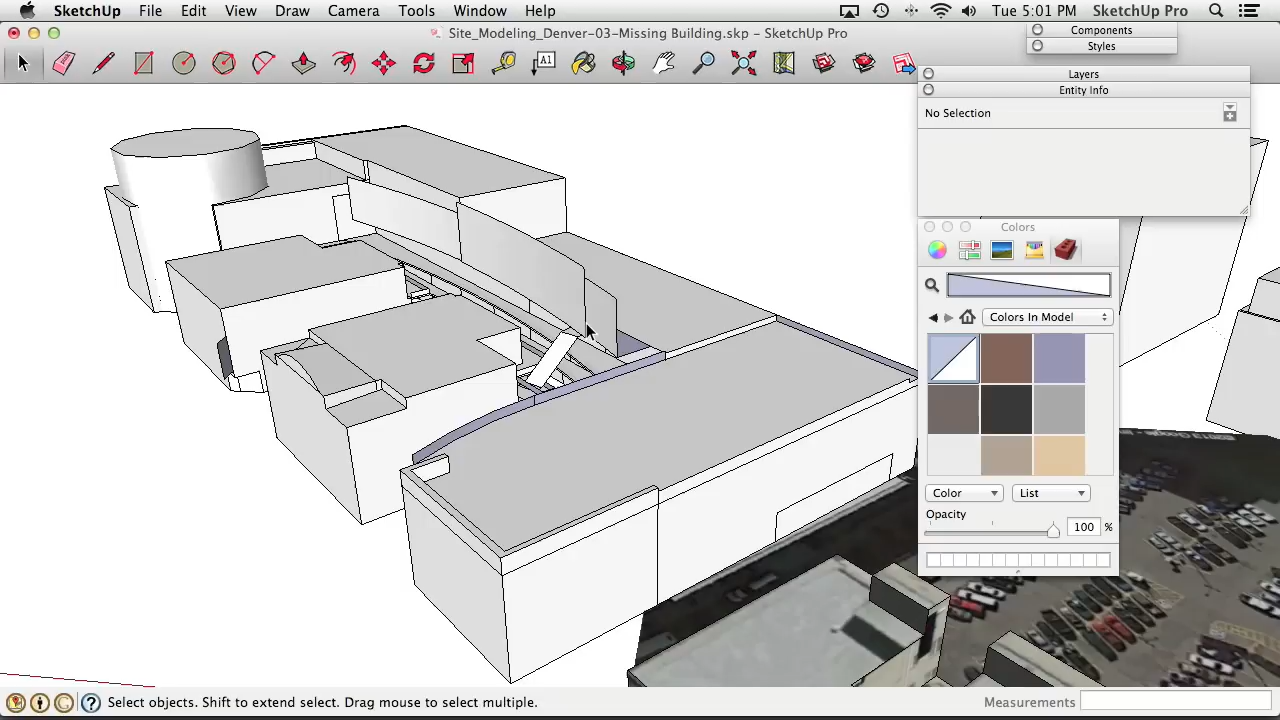 SketchUp File Edit View Draw Camera Tools Window Help Tue 5:01 PM SketchUp Pro
Site_Modeling_Denver-03-Missing Building.skp - SketchUp Pro
Components
Styles
A1
Layers
Entity Info
No Selection
Colors
Colors In Model
Color List
Opacity
100 %
Select objects. Shift to extend select. Drag mouse to select multiple. Measurements